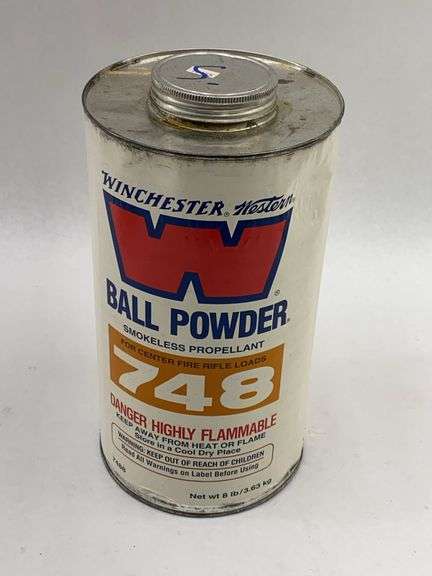 WINCHESTER® Western
W®
BALL POWDER®
SMOKELESS PROPELLANT
FOR CENTER FIRE RIFLE LOADS
748
DANGER HIGHLY FLAMMABLE
KEEP AWAY FROM HEAT OR FLAME
Store in a Cool Dry Place
WARNING: KEEP OUT OF REACH OF CHILDREN
Read All Warnings on Label Before Using
7488
Net wt 8 lb/3.63 kg